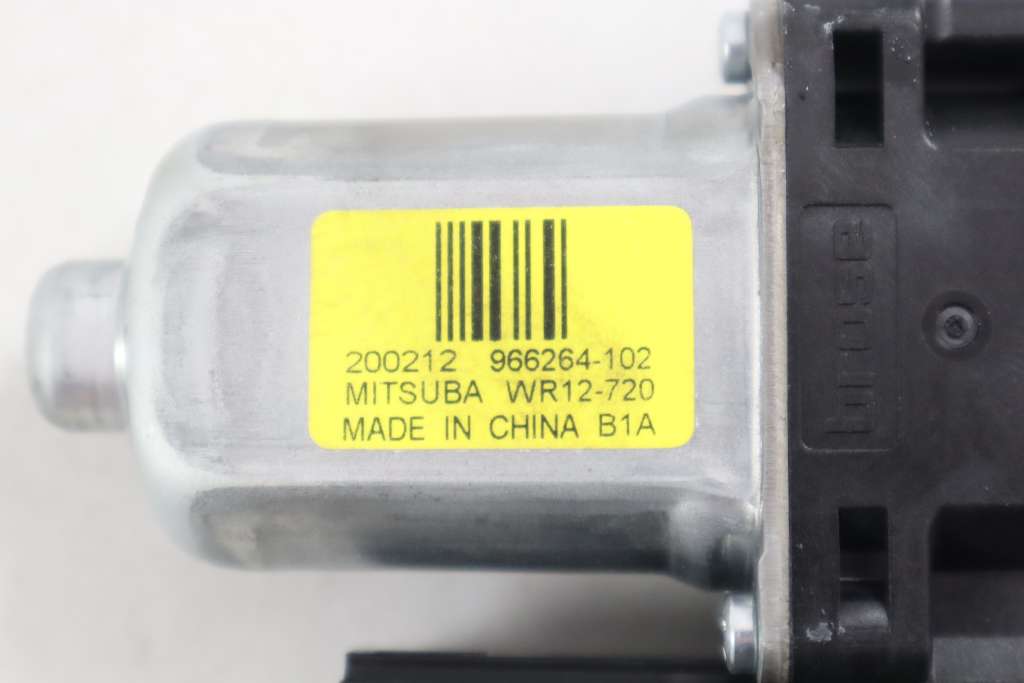 200212 966264-102
MITSUBA WR12-720
MADE IN CHINA B1A
brose